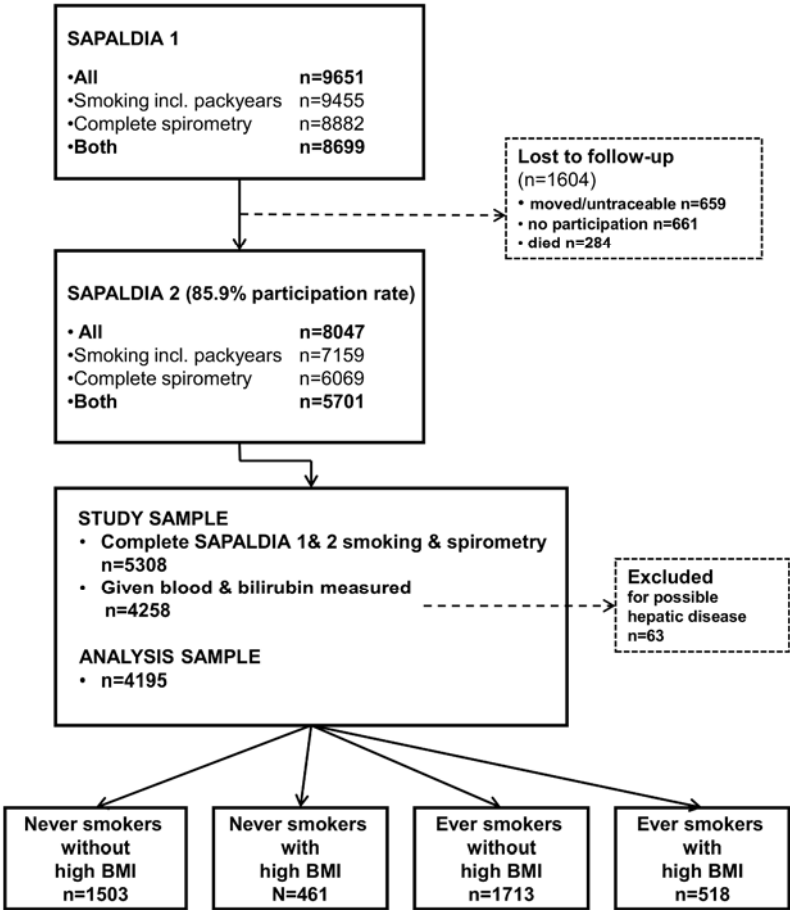 SAPALDIA 1
•All n=9651
•Smoking incl. packyears n=9455
•Complete spirometry n=8882
•Both n=8699
Lost to follow-up
(n=1604)
• moved/untraceable n=659
• no participation n=661
• died n=284
SAPALDIA 2 (85.9% participation rate)
• All n=8047
•Smoking incl. packyears n=7159
•Complete spirometry n=6069
•Both n=5701
STUDY SAMPLE
• Complete SAPALDIA 1& 2 smoking & spirometry
n=5308
• Given blood & bilirubin measured
n=4258
Excluded
for possible
hepatic disease
n=63
ANALYSIS SAMPLE
• n=4195
Never smokers
without
high BMI
n=1503
Never smokers
with
high BMI
N=461
Ever smokers
without
high BMI
n=1713
Ever smokers
with
high BMI
n=518